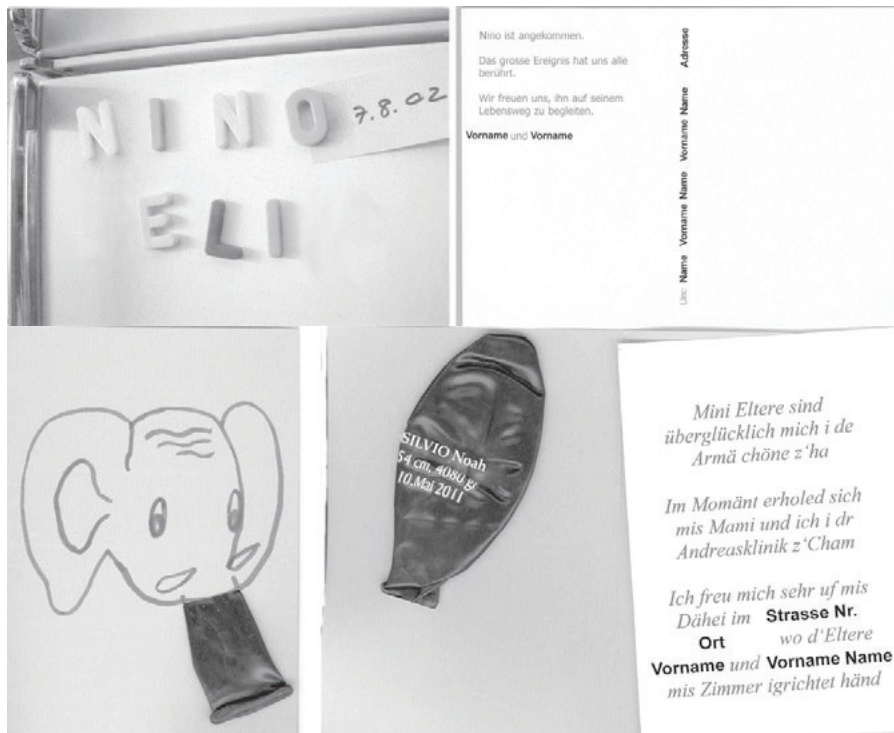 NINO
7.8.02
ELI
Nino ist angekommen.
Das grosse Ereignis hat uns alle
berührt.
Wir freuen uns, ihn auf seinem
Lebensweg zu begleiten.
Vorname und Vorname
Name Vorname Name Vorname Name Adresse
SILVIO Noah
54 cm, 4080 gr
10.Mai 2011
Mini Eltere sind
überglücklich mich i de
Armä chöne z'ha
Im Momänt erholed sich
mis Mami und ich i dr
Andreasklinik z'Cham
Ich freu mich sehr uf mis
Dähei im Strasse Nr.
Ort wo d'Eltere
Vorname und Vorname Name
mis Zimmer igrichtet händ